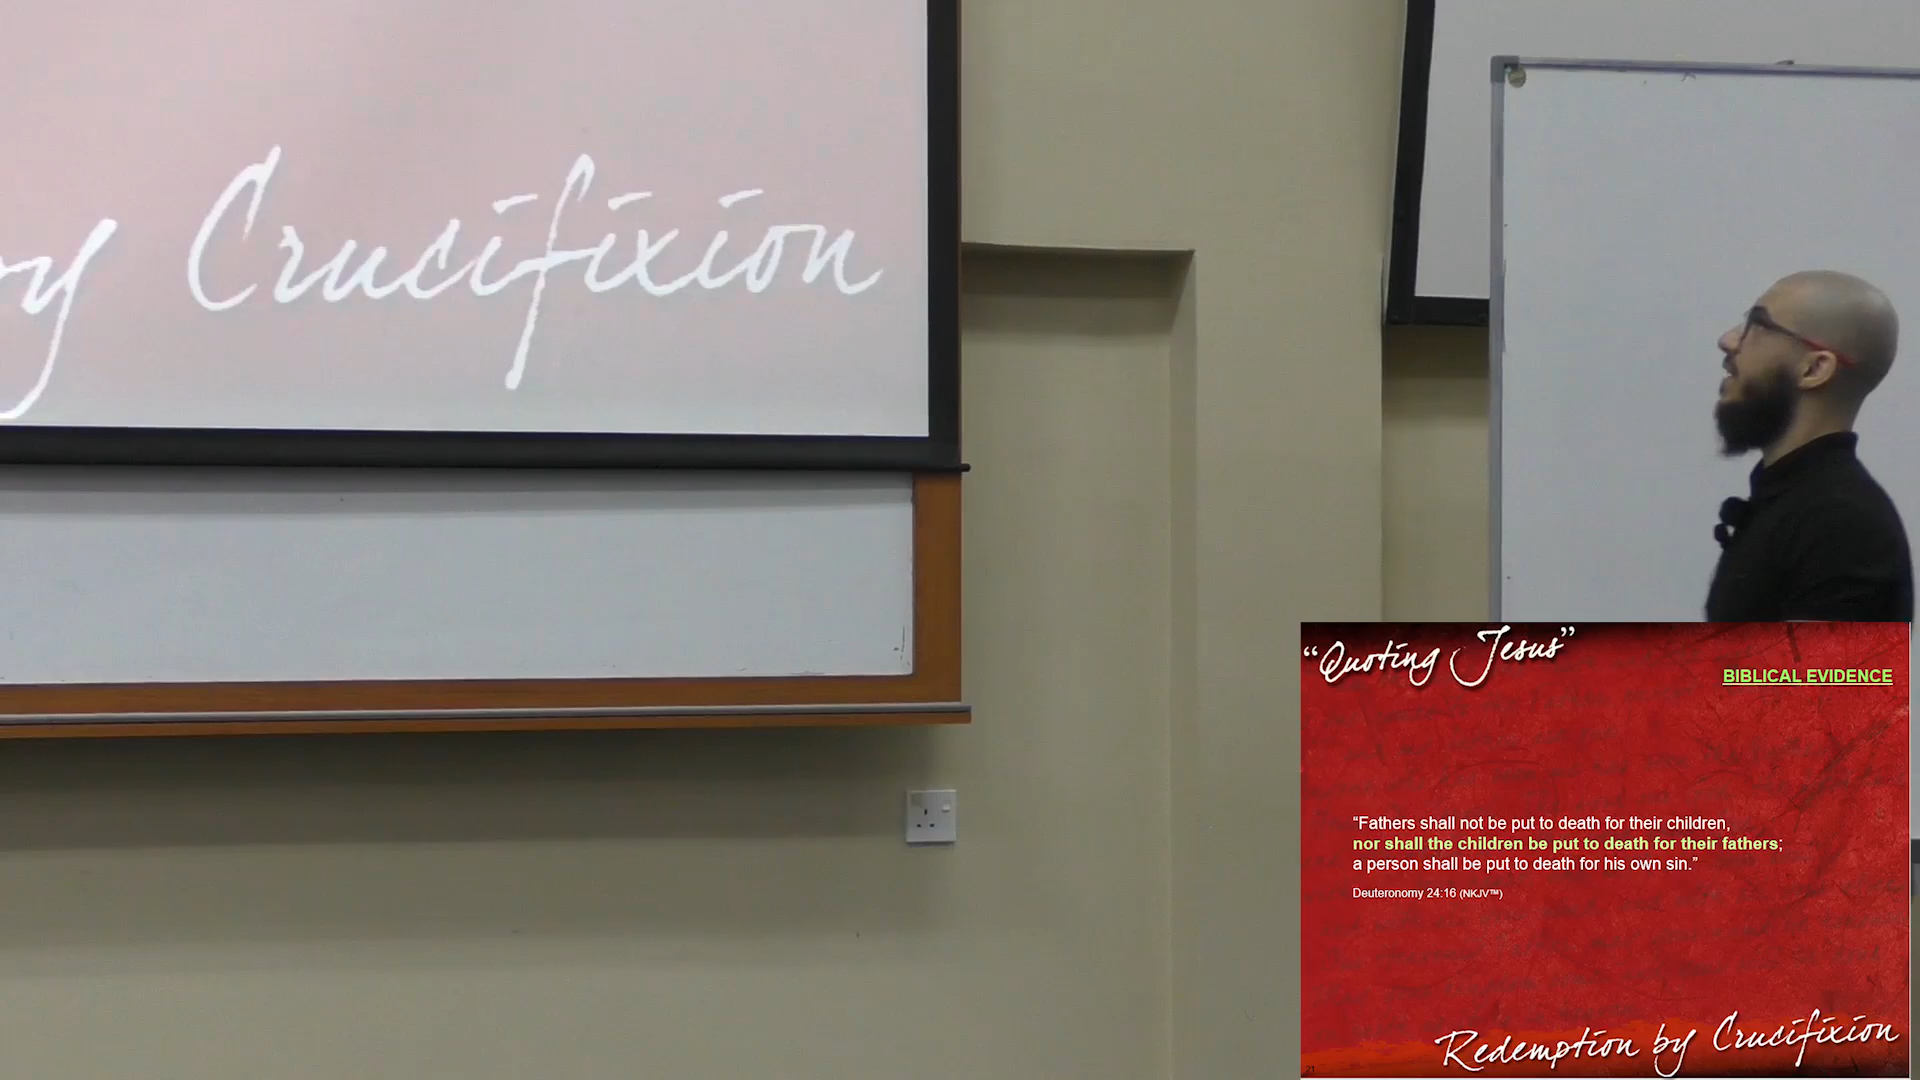 by Crucifixion
“Quoting Jesus”
BIBLICAL EVIDENCE
“Fathers shall not be put to death for their children,
nor shall the children be put to death for their fathers;
a person shall be put to death for his own sin.”
Deuteronomy 24:16 (NKJV™)
Redemption by Crucifixion
21